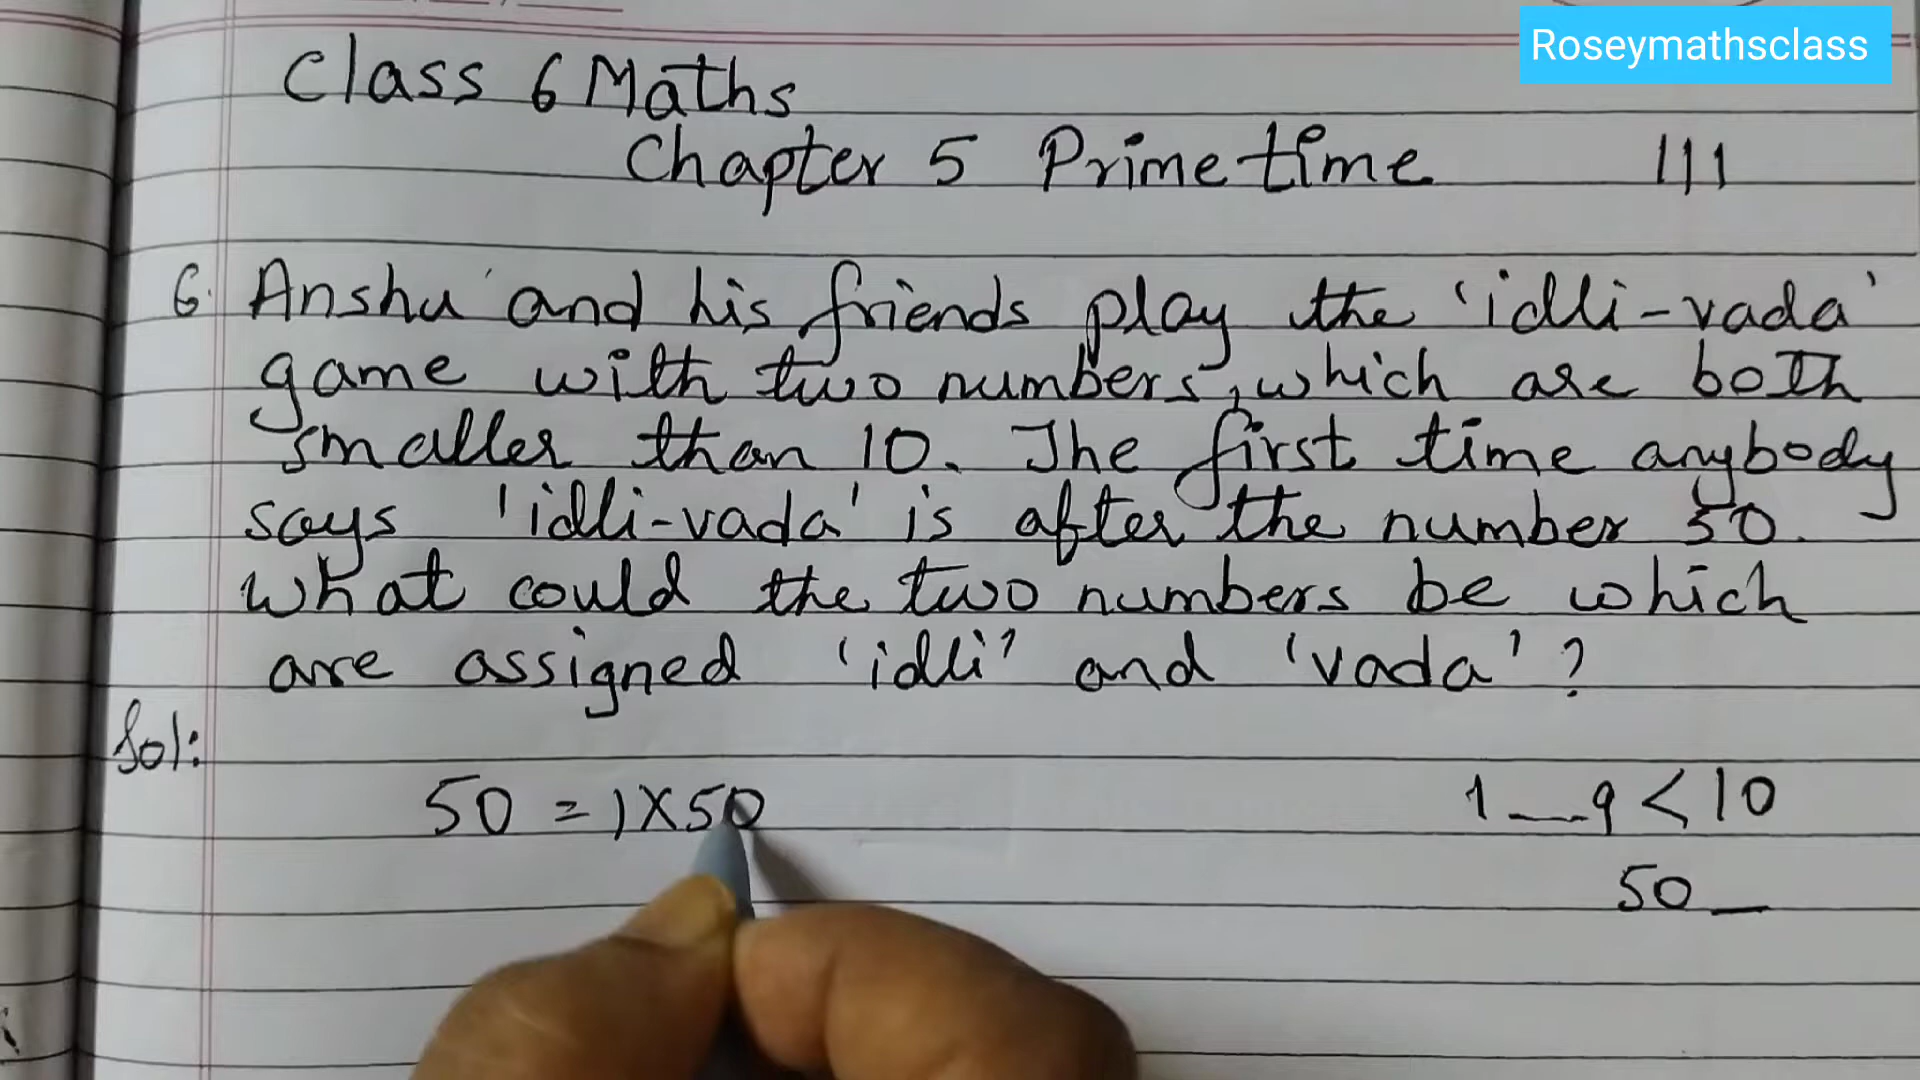 Roseymathsclass
Class 6 Maths
Chapter 5 Prime time 111
6. Anshu and his friends play the 'idli-vada'
game with two numbers, which are both
smaller than 10. The first time anybody
says 'idli-vada' is after the number 50.
What could the two numbers be which
are assigned 'idli' and 'vada'?
Sol:
50 = 1 X 50
1 __ 9 < 10
50 _